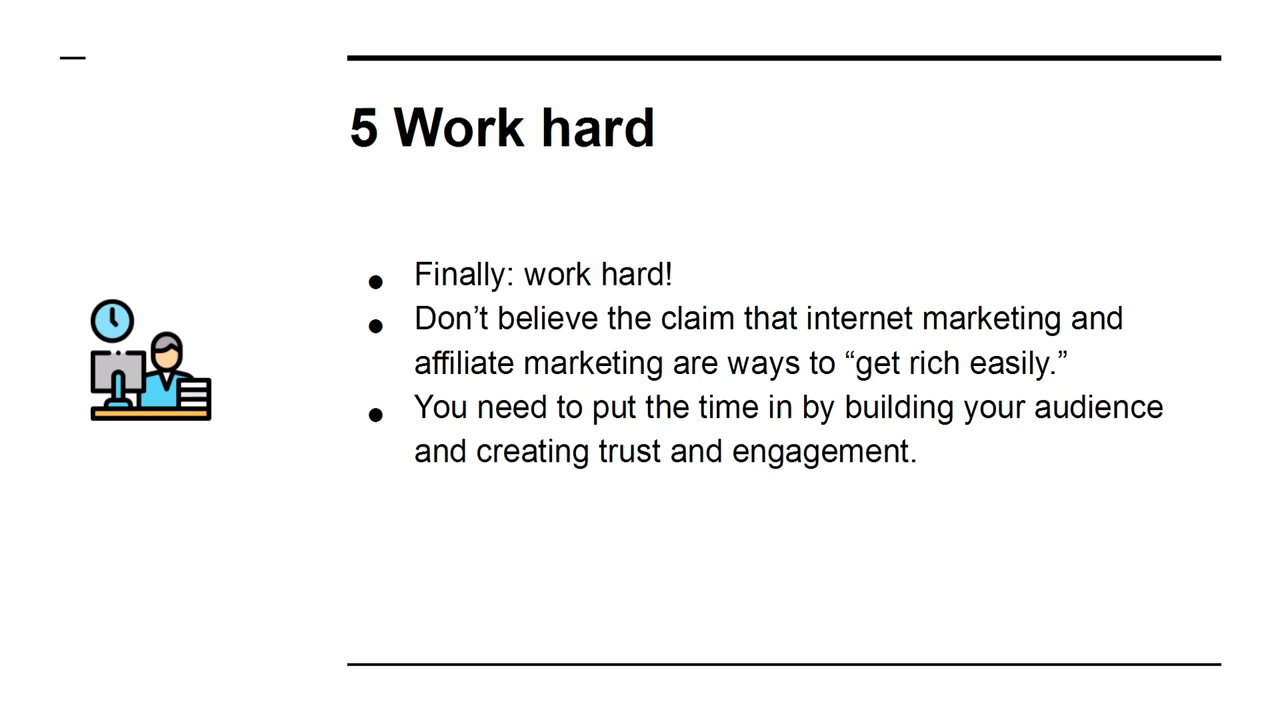 5 Work hard
● Finally: work hard!
● Don’t believe the claim that internet marketing and
affiliate marketing are ways to “get rich easily.”
● You need to put the time in by building your audience
and creating trust and engagement.